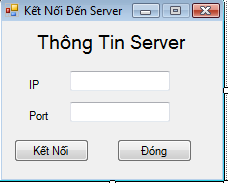 Kết Nối Đến Server
Thông Tin Server
IP
Port
Kết Nối
Đóng